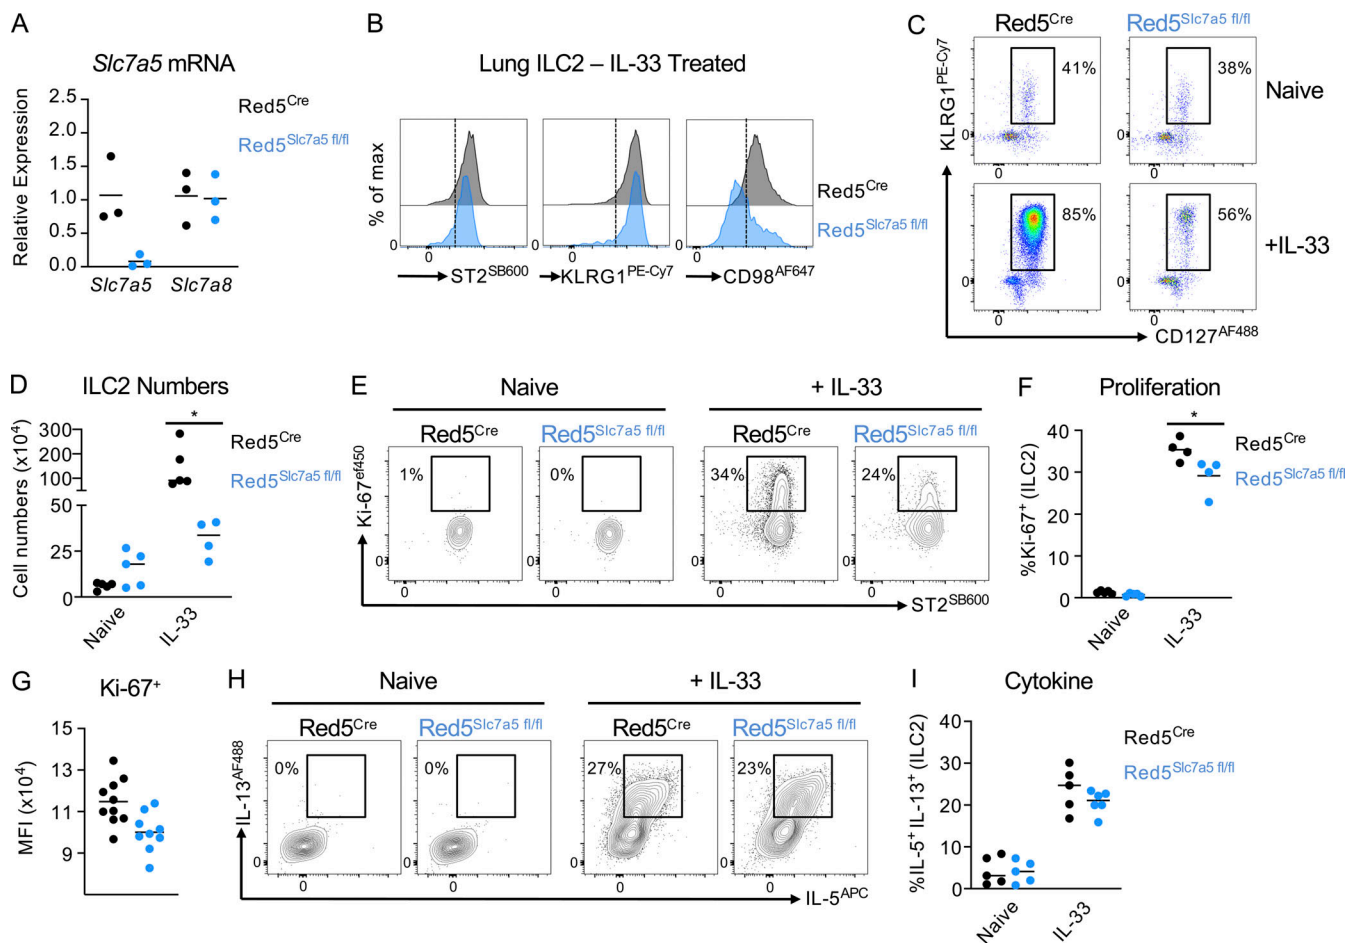 A
Slc7a5 mRNA
Relative Expression
2.5
2.0
1.5
1.0
0.5
0.0
Slc7a5 Slc7a8
Red5Cre
Red5Slc7a5 fl/fl
B
Lung ILC2 – IL-33 Treated
% of max
0 0 0
ST2SB600 KLRG1PE-Cy7 CD98AF647
Red5Cre
Red5Slc7a5 fl/fl
C
Red5Cre Red5Slc7a5 fl/fl
KLRG1PE-Cy7
41% 38%
Naive
0 0
0 0
85% 56%
+IL-33
0 0
0 0
CD127AF488
D
ILC2 Numbers
Cell numbers (x104)
300
200
100
50
25
0
*
Naive IL-33
Red5Cre
Red5Slc7a5 fl/fl
E
Naive + IL-33
Red5Cre Red5Slc7a5 fl/fl Red5Cre Red5Slc7a5 fl/fl
Ki-67ef450
1% 0% 34% 24%
0 0 0 0
0 0 0 0
ST2SB600
F
Proliferation
%Ki-67+ (ILC2)
40
30
20
10
0
*
Naive IL-33
Red5Cre
Red5Slc7a5 fl/fl
G
Ki-67+
MFI (x104)
15
13
11
9
H
Naive + IL-33
Red5Cre Red5Slc7a5 fl/fl Red5Cre Red5Slc7a5 fl/fl
IL-13AF488
0% 0% 27% 23%
0 0 0 0
0 0 0 0
IL-5APC
I
Cytokine
%IL-5+ IL-13+ (ILC2)
40
30
20
10
0
Naive IL-33
Red5Cre
Red5Slc7a5 fl/fl